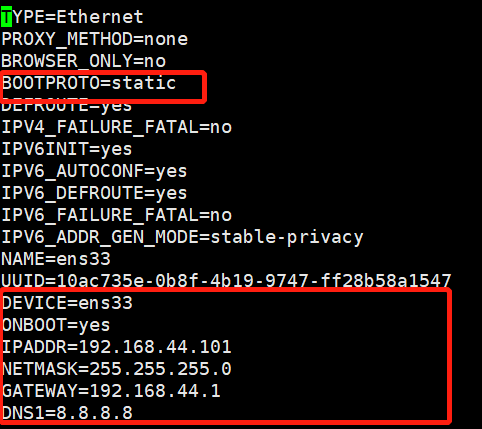 TYPE=Ethernet
PROXY_METHOD=none
BROWSER_ONLY=no
BOOTPROTO=static
DEFROUTE=yes
IPV4_FAILURE_FATAL=no
IPV6INIT=yes
IPV6_AUTOCONF=yes
IPV6_DEFROUTE=yes
IPV6_FAILURE_FATAL=no
IPV6_ADDR_GEN_MODE=stable-privacy
NAME=ens33
UUID=10ac735e-0b8f-4b19-9747-ff28b58a1547
DEVICE=ens33
ONBOOT=yes
IPADDR=192.168.44.101
NETMASK=255.255.255.0
GATEWAY=192.168.44.1
DNS1=8.8.8.8